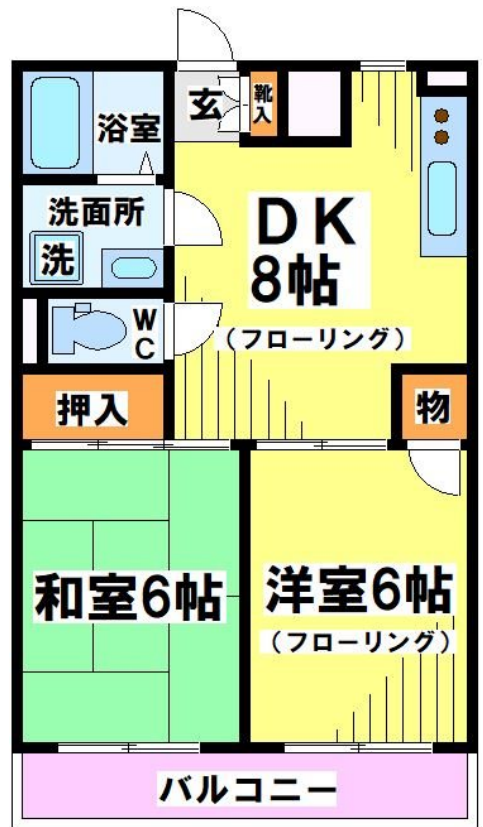 玄
靴入
浴室
洗面所
洗
DK
8帖
(フローリング)
WC
押入
物
和室6帖
洋室6帖
(フローリング)
バルコニー